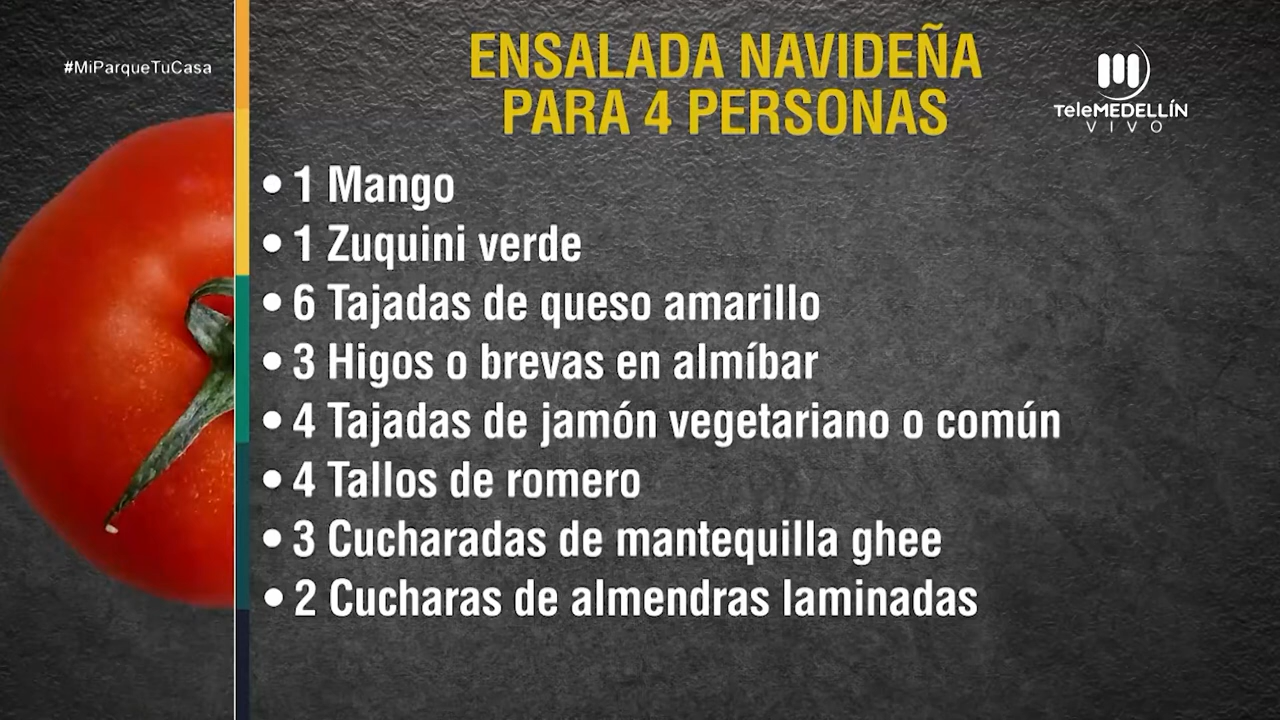 #MiParqueTuCasa
ENSALADA NAVIDEÑA
PARA 4 PERSONAS
TeleMEDELLÍN
VIVO
• 1 Mango
• 1 Zuquini verde
• 6 Tajadas de queso amarillo
• 3 Higos o brevas en almíbar
• 4 Tajadas de jamón vegetariano o común
• 4 Tallos de romero
• 3 Cucharadas de mantequilla ghee
• 2 Cucharas de almendras laminadas